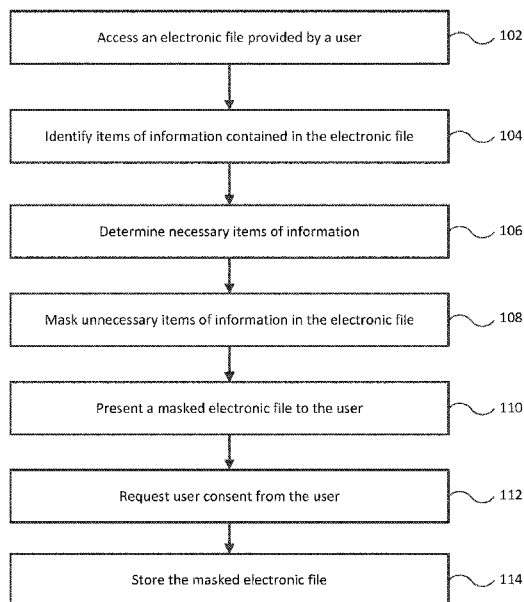 Access an electronic file provided by a user
102
Identify items of information contained in the electronic file
104
Determine necessary items of information
106
Mask unnecessary items of information in the electronic file
108
Present a masked electronic file to the user
110
Request user consent from the user
112
Store the masked electronic file
114